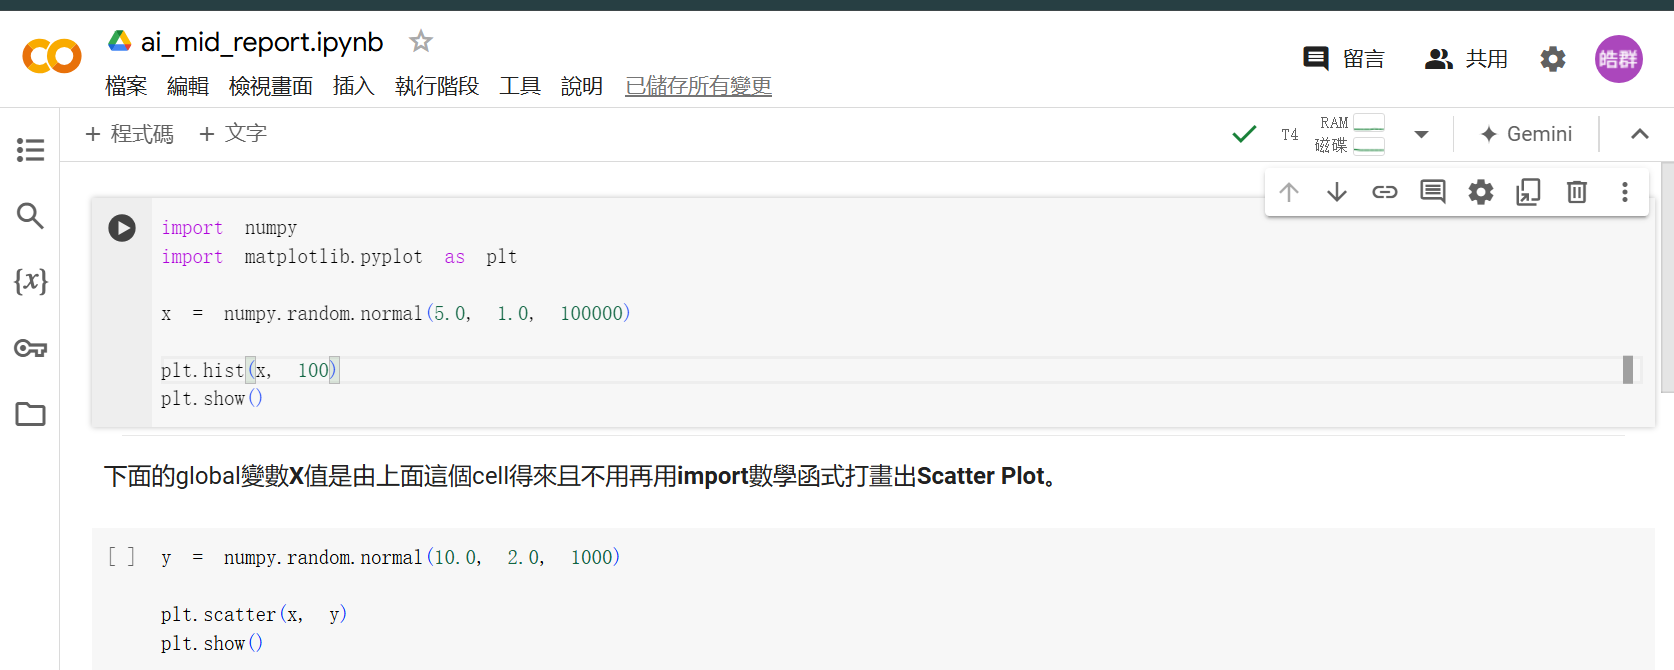 ai_mid_report.ipynb
檔案 編輯 檢視畫面 插入 執行階段 工具 說明 已儲存所有變更
留言 共用 皓群
+ 程式碼 + 文字
T4 RAM 磁碟 Gemini
{x}
import numpy
import matplotlib.pyplot as plt
x = numpy.random.normal(5.0, 1.0, 100000)
plt.hist(x, 100)
plt.show()
下面的global變數X值是由上面這個cell得來且不用再用import數學函式打畫出Scatter Plot。
[ ] y = numpy.random.normal(10.0, 2.0, 1000)
plt.scatter(x, y)
plt.show()